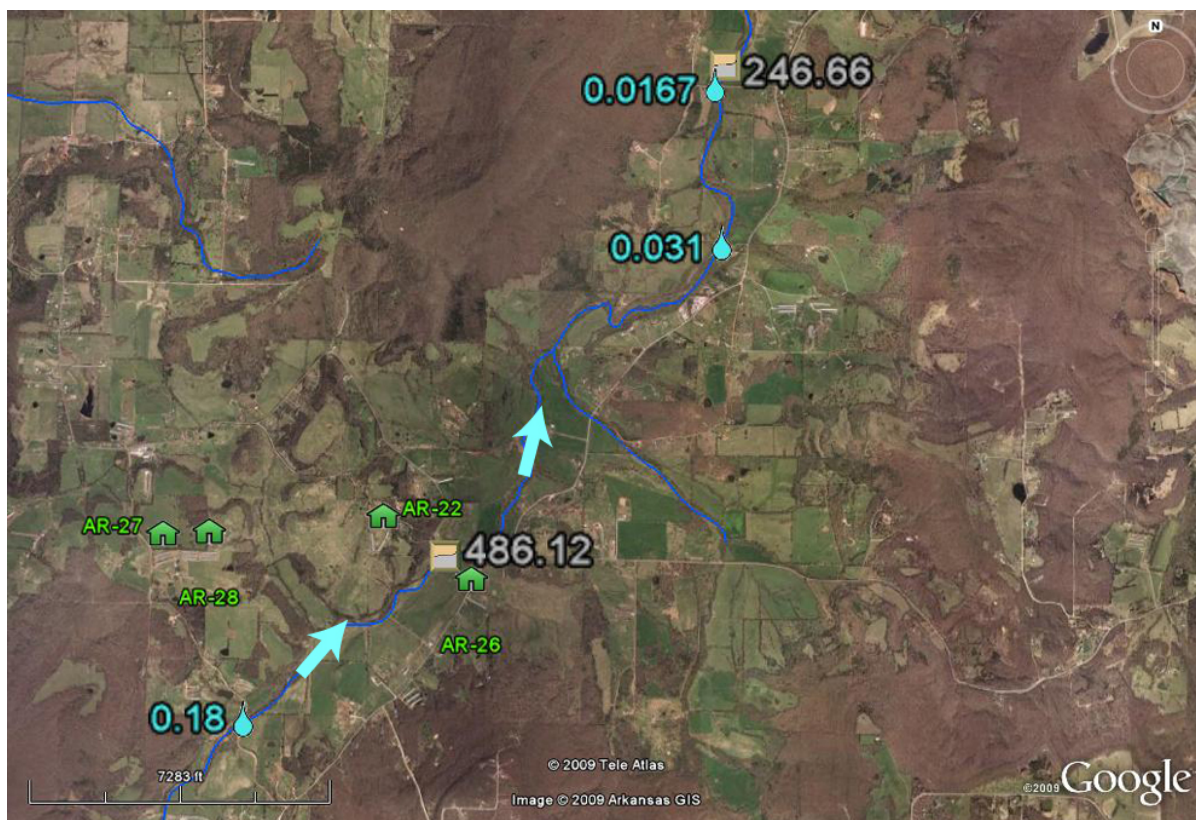 N
246.66
0.0167
0.031
AR-22
AR-27
486.12
AR-28
AR-26
0.18
7283 ft
© 2009 Tele Atlas
Image © 2009 Arkansas GIS
©2009 Google